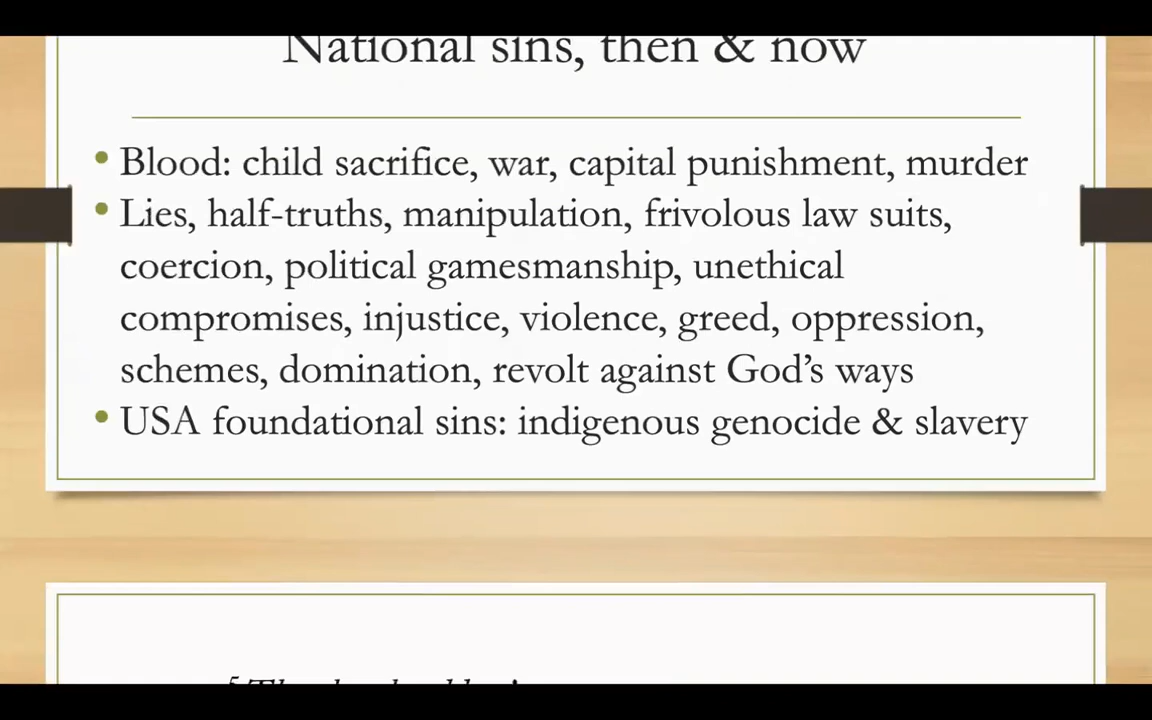 National sins, then & now
• Blood: child sacrifice, war, capital punishment, murder
• Lies, half-truths, manipulation, frivolous law suits,
coercion, political gamesmanship, unethical
compromises, injustice, violence, greed, oppression,
schemes, domination, revolt against God’s ways
• USA foundational sins: indigenous genocide & slavery